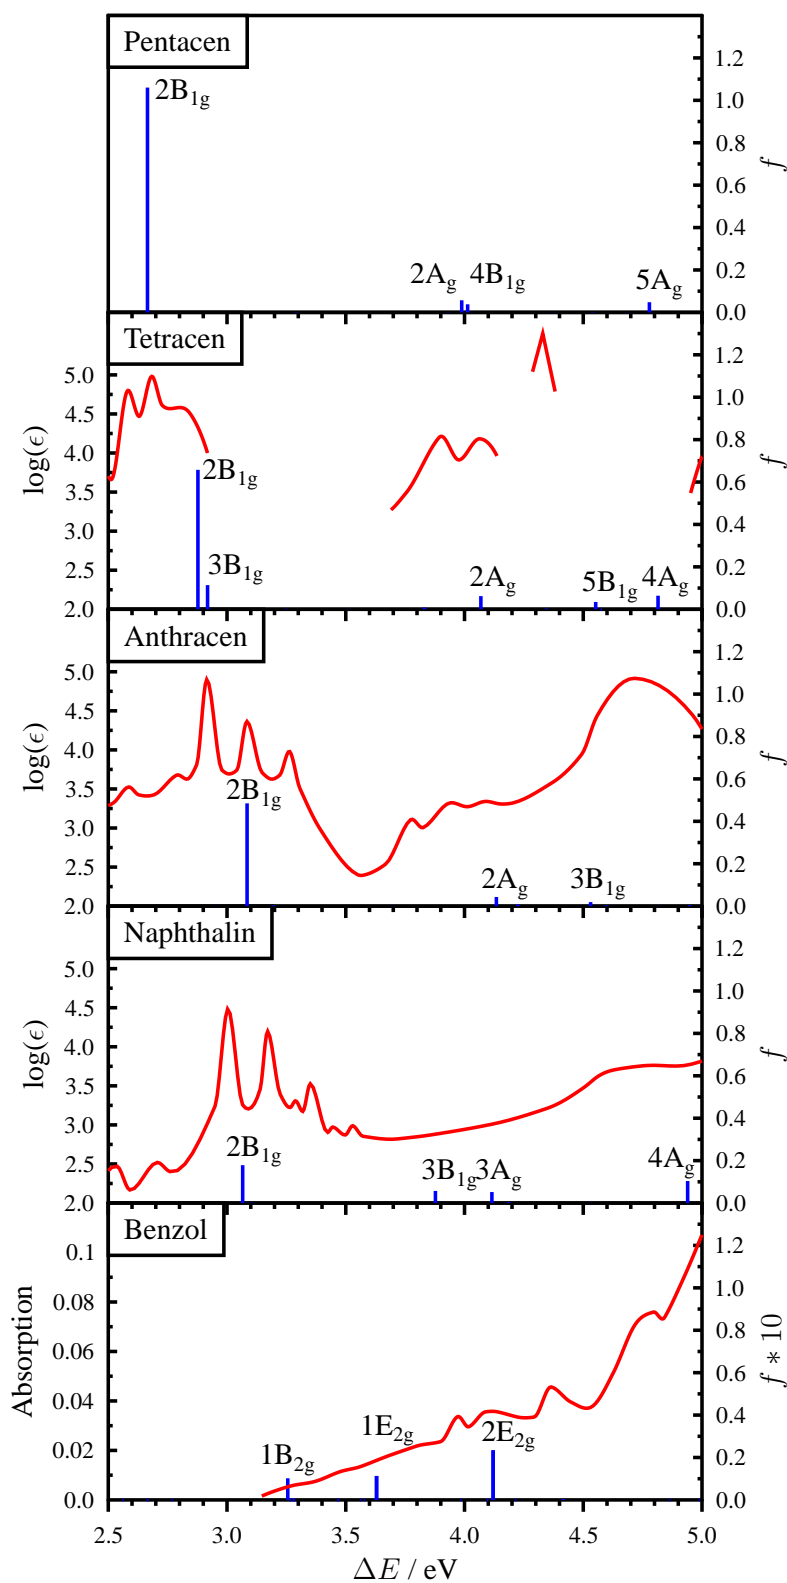 Pentacen
2B1g
2Ag 4B1g
5Ag
1.2
1.0
0.8
0.6
0.4
0.2
0.0
f
Tetracen
2B1g
3B1g
2Ag
5B1g 4Ag
5.0
4.5
4.0
3.5
3.0
2.5
2.0
log(ϵ)
1.2
1.0
0.8
0.6
0.4
0.2
0.0
f
Anthracen
2B1g
2Ag
3B1g
5.0
4.5
4.0
3.5
3.0
2.5
2.0
log(ϵ)
1.2
1.0
0.8
0.6
0.4
0.2
0.0
f
Naphthalin
2B1g
3B1g 3Ag
4Ag
5.0
4.5
4.0
3.5
3.0
2.5
2.0
log(ϵ)
1.2
1.0
0.8
0.6
0.4
0.2
0.0
f
Benzol
1B2g
1E2g
2E2g
0.1
0.08
0.06
0.04
0.02
0.0
Absorption
1.2
1.0
0.8
0.6
0.4
0.2
0.0
f * 10
2.5 3.0 3.5 4.0 4.5 5.0
ΔE / eV